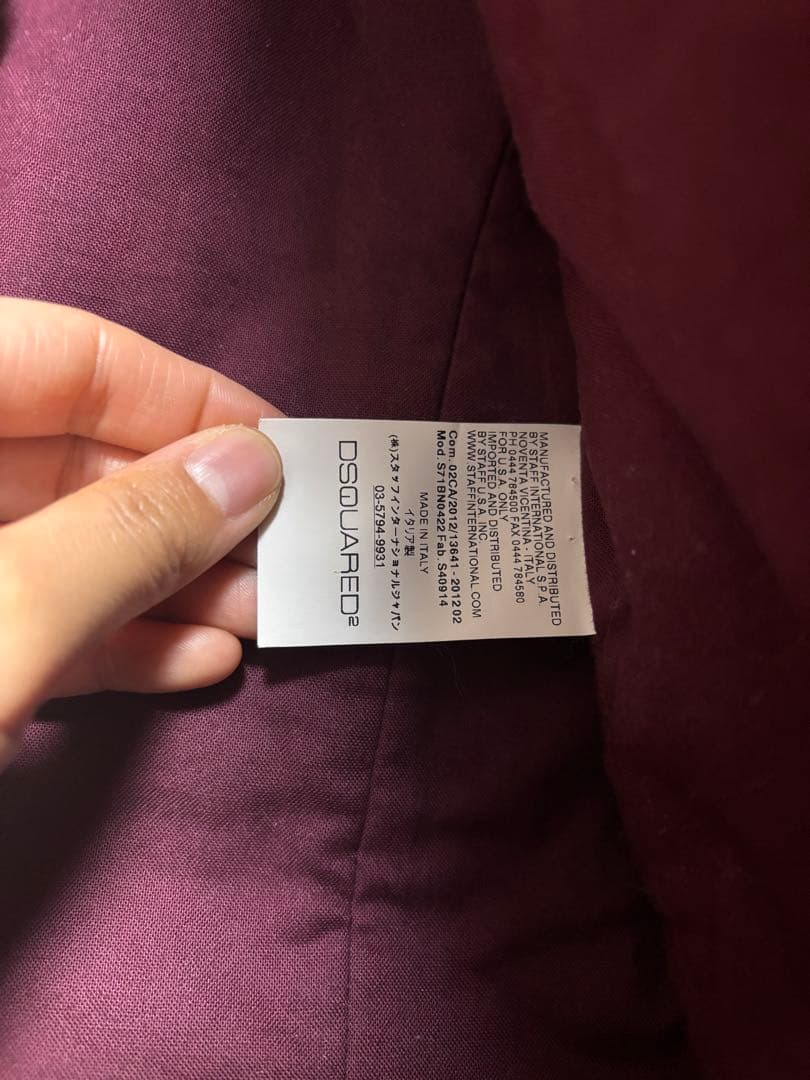 MANUFACTURED AND DISTRIBUTED
BY STAFF INTERNATIONAL S.P.A.
NOVENTA VICENTINA - ITALY
PH 0444 784500 FAX 0444 784580
FOR U.S.A. ONLY
IMPORTED AND DISTRIBUTED
BY STAFF U.S.A. INC.
WWW.STAFFINTERNATIONAL.COM
Com. 02CA/2012/13641 - 2012 02
Mod. S71BN0422 Fab. S40914
MADE IN ITALY
イタリア製
(株)スタッフインターナショナルジャパン
03-5794-9931
DSQUARED2